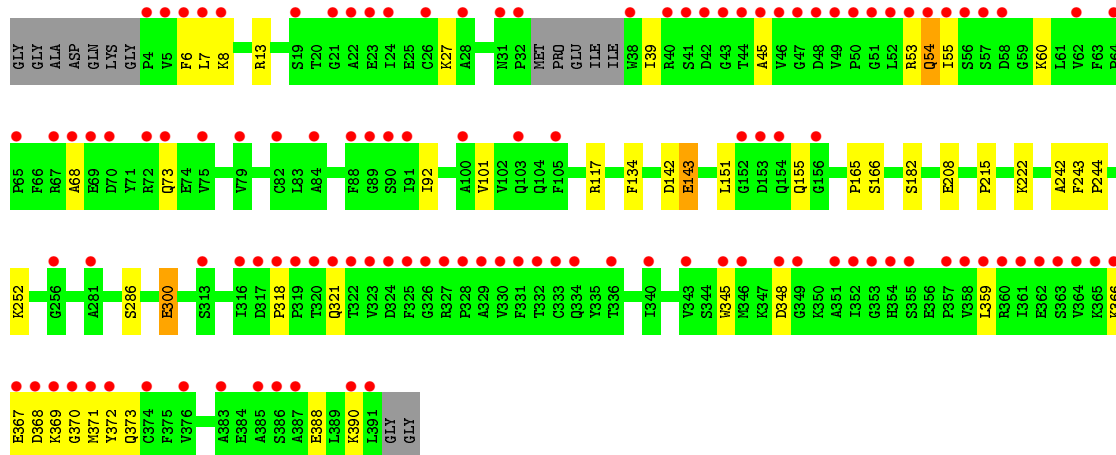 GLY GLY ALA ASP GLN LYS GLY P4 V5 F6 L7 K8 R13 S19 T20 G21 A22 E23 I24 E25 C26 K27 A28 N31 P32 MET PRO GLU ILE ILE W38 I39 R40 S41 D42 G43 T44 A45 V46 G47 D48 V49 P50 G51 L52 R53 Q54 I55 S56 S57 D58 G59 K60 L61 V62 F63 P64
P65 F66 R67 A68 E69 D70 Y71 R72 Q73 E74 V75 V79 C82 L83 A84 F88 G89 S90 I91 I92 A100 V101 V102 Q103 Q104 F105 R117 F134 D142 E143 L151 G152 D153 Q154 Q155 G156 P165 S166 S182 E208 P215 K222 A242 F243 P244
K252 G256 A281 S286 E300 S313 I316 D317 P318 P319 T320 Q321 T322 V323 D324 F325 G326 R327 P328 A329 V330 F331 T332 C333 Q334 Y335 T336 I340 V343 S344 W345 M346 K347 D348 G349 K350 A351 I352 G353 H354 S355 E356 P357 V358 L359 R360 I361 E362 S363 V364 K365 K366
E367 D368 K369 G370 M371 Y372 Q373 C374 F375 V376 A383 E384 A385 S386 A387 E388 L389 K390 L391 GLY GLY